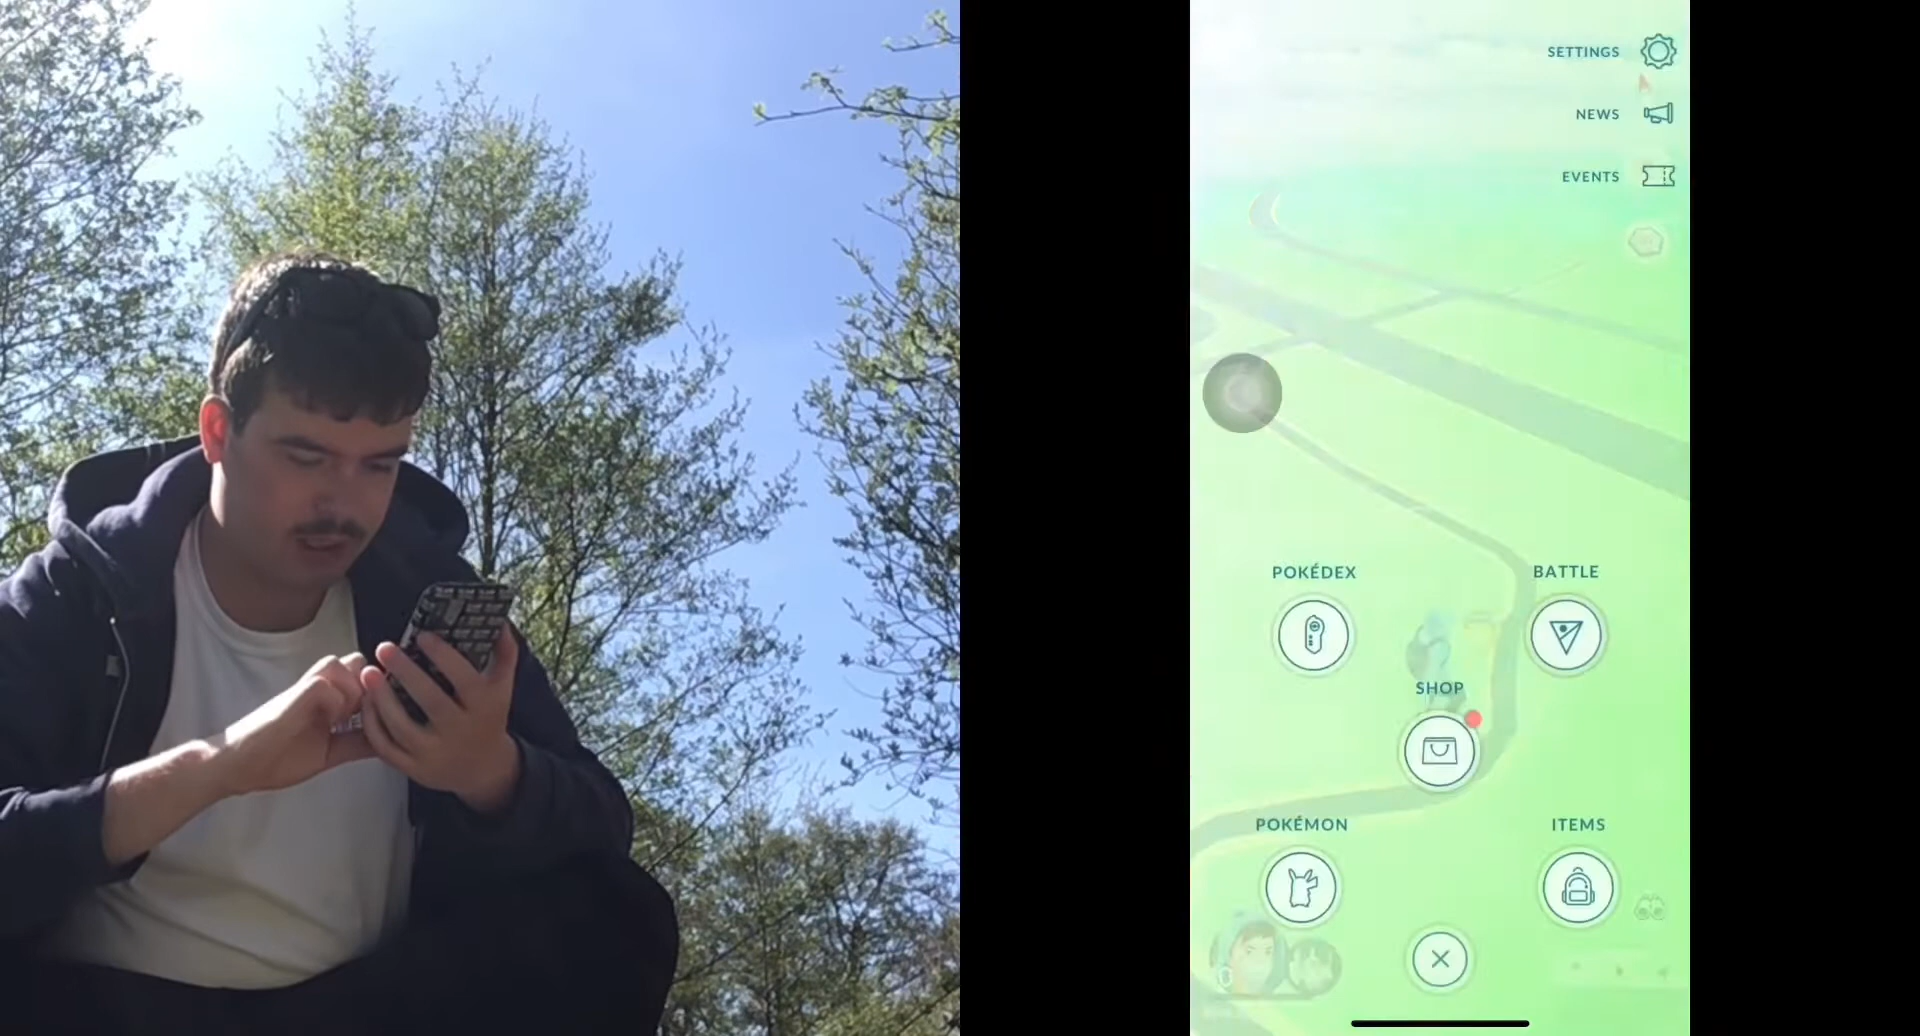 SETTINGS
NEWS
EVENTS
POKÉDEX
BATTLE
SHOP
POKÉMON
ITEMS